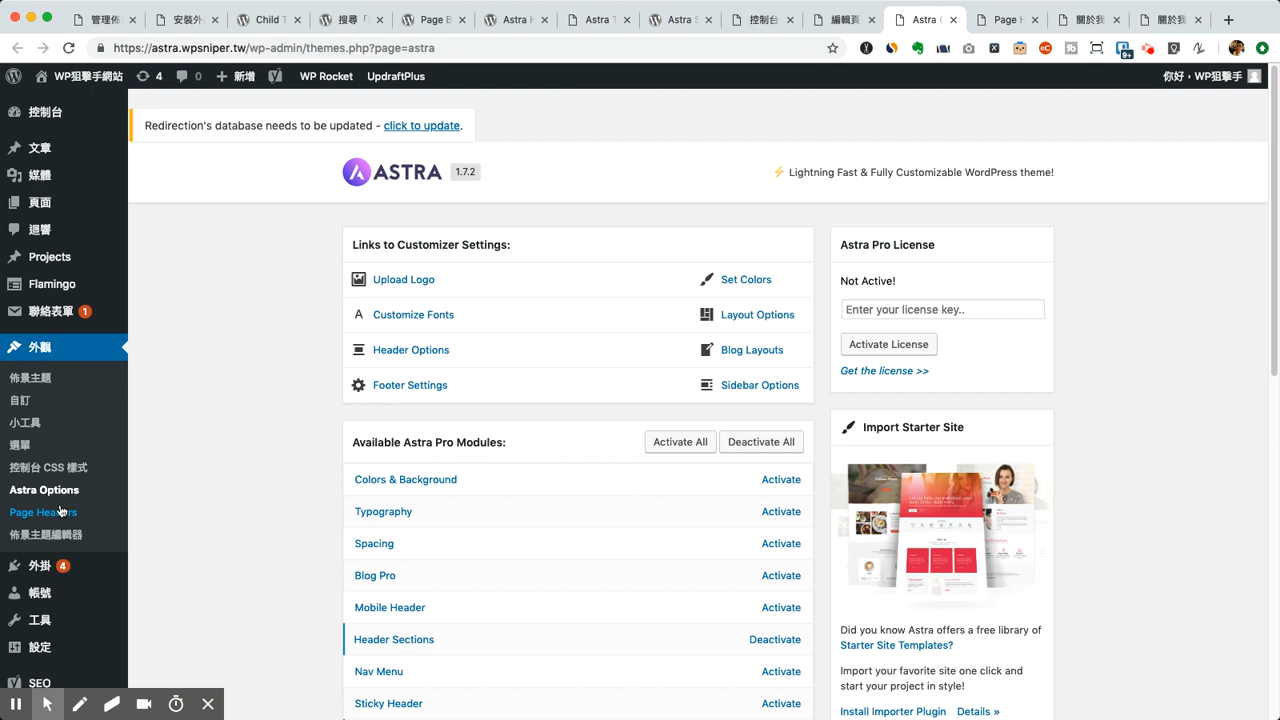 管理佈
安裝外
Child T
搜尋「
Page B
Astra H
Astra T
Astra S
控制台
編輯頁
Astra O
Page H
關於我
關於我
https://astra.wpsniper.tw/wp-admin/themes.php?page=astra
9+
WP狙擊手網站
4
0
新增
WP Rocket
UpdraftPlus
你好,WP狙擊手
控制台
文章
媒體
頁面
迴響
Projects
Flamingo
聯絡表單 1
外觀
佈景主題
自訂
小工具
選單
控制台 CSS 樣式
Astra Options
Page Headers
佈景主題編輯器
外掛 4
帳號
工具
設定
SEO
Redirection's database needs to be updated - click to update.
ASTRA 1.7.2
⚡ Lightning Fast & Fully Customizable WordPress theme!
Links to Customizer Settings:
Upload Logo
Set Colors
Customize Fonts
Layout Options
Header Options
Blog Layouts
Footer Settings
Sidebar Options
Available Astra Pro Modules:
Activate All
Deactivate All
Colors & Background Activate
Typography Activate
Spacing Activate
Blog Pro Activate
Mobile Header Activate
Header Sections Deactivate
Nav Menu Activate
Sticky Header Activate
Astra Pro License
Not Active!
Enter your license key..
Activate License
Get the license >>
Import Starter Site
Did you know Astra offers a free library of
Starter Site Templates?
Import your favorite site one click and
start your project in style!
Install Importer Plugin Details »